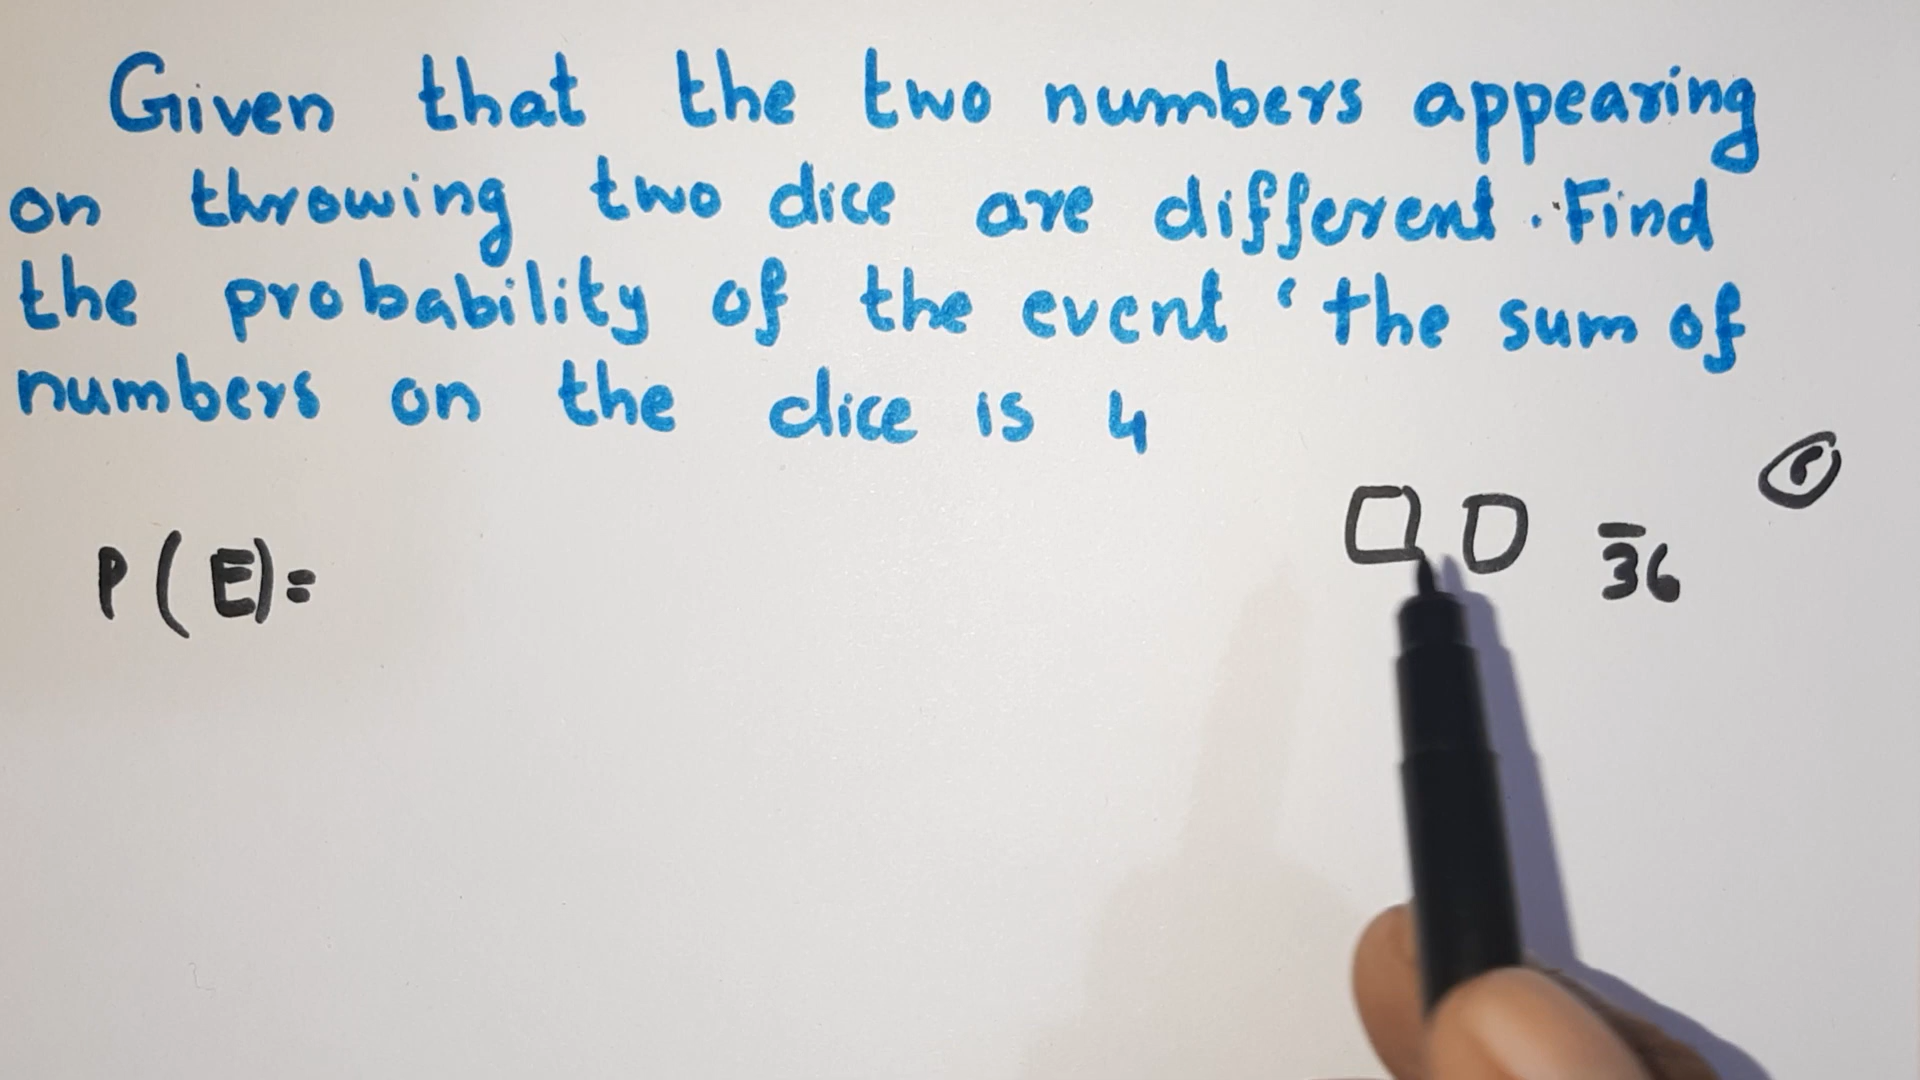 Given that the two numbers appearing
on throwing two dice are different. Find
the probability of the event ‘the sum of
numbers on the dice is 4
P(E)=
36